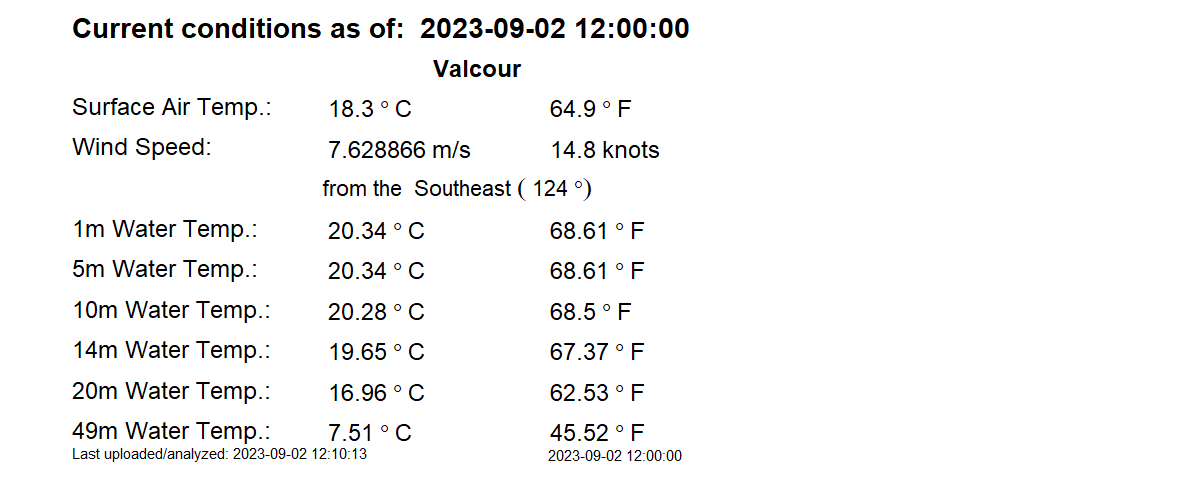 Current conditions as of: 2023-09-02 12:00:00
Valcour
Surface Air Temp.: 18.3 ° C 64.9 ° F
Wind Speed: 7.628866 m/s 14.8 knots
from the Southeast ( 124 °)
1m Water Temp.: 20.34 ° C 68.61 ° F
5m Water Temp.: 20.34 ° C 68.61 ° F
10m Water Temp.: 20.28 ° C 68.5 ° F
14m Water Temp.: 19.65 ° C 67.37 ° F
20m Water Temp.: 16.96 ° C 62.53 ° F
49m Water Temp.: 7.51 ° C 45.52 ° F
Last uploaded/analyzed: 2023-09-02 12:10:13 2023-09-02 12:00:00